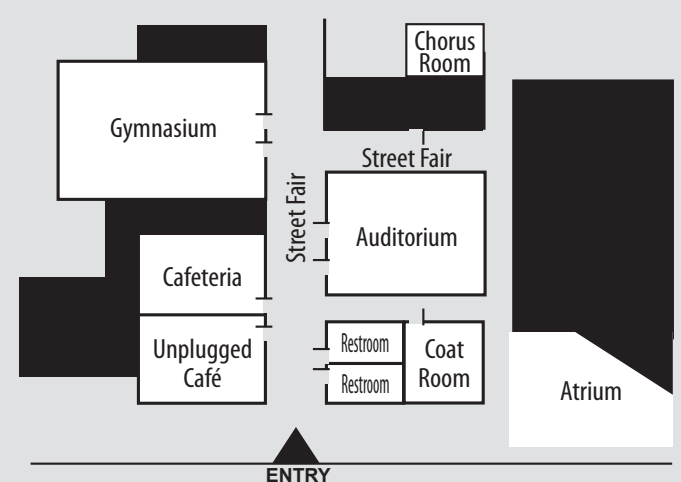 Chorus
Room
Gymnasium
Street Fair
Street Fair
Auditorium
Cafeteria
Unplugged
Café
Restroom
Restroom
Coat
Room
Atrium
ENTRY